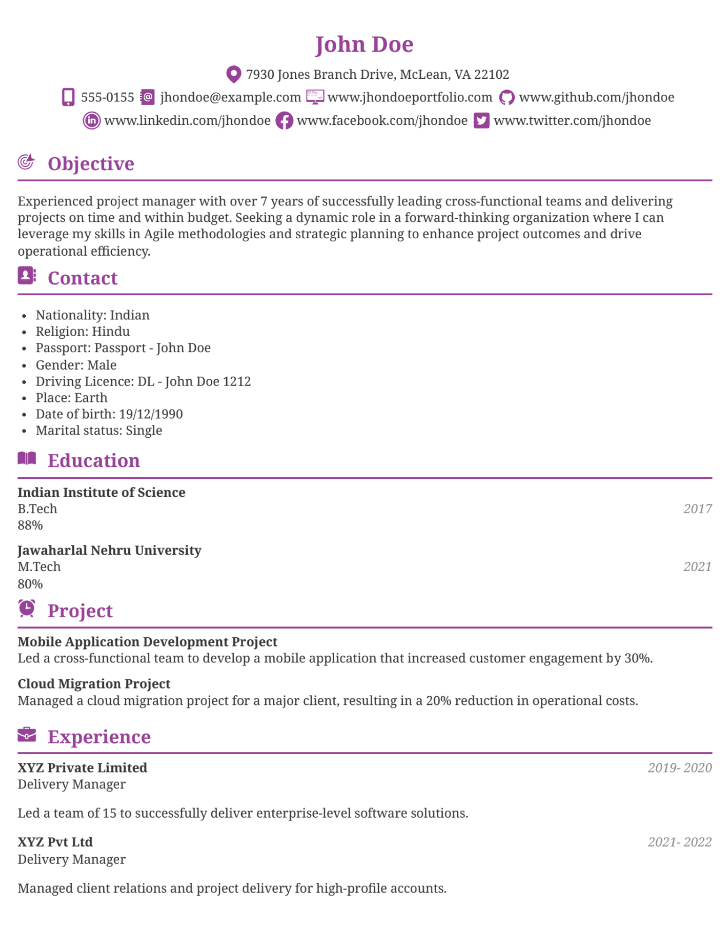 John Doe
7930 Jones Branch Drive, McLean, VA 22102
555-0155 jhondoe@example.com www.jhondoeportfolio.com www.github.com/jhondoe
www.linkedin.com/jhondoe www.facebook.com/jhondoe www.twitter.com/jhondoe
Objective
Experienced project manager with over 7 years of successfully leading cross-functional teams and delivering
projects on time and within budget. Seeking a dynamic role in a forward-thinking organization where I can
leverage my skills in Agile methodologies and strategic planning to enhance project outcomes and drive
operational efficiency.
Contact
• Nationality: Indian
• Religion: Hindu
• Passport: Passport - John Doe
• Gender: Male
• Driving Licence: DL - John Doe 1212
• Place: Earth
• Date of birth: 19/12/1990
• Marital status: Single
Education
Indian Institute of Science
B.Tech 2017
88%
Jawaharlal Nehru University
M.Tech 2021
80%
Project
Mobile Application Development Project
Led a cross-functional team to develop a mobile application that increased customer engagement by 30%.
Cloud Migration Project
Managed a cloud migration project for a major client, resulting in a 20% reduction in operational costs.
Experience
XYZ Private Limited 2019- 2020
Delivery Manager
Led a team of 15 to successfully deliver enterprise-level software solutions.
XYZ Pvt Ltd 2021- 2022
Delivery Manager
Managed client relations and project delivery for high-profile accounts.